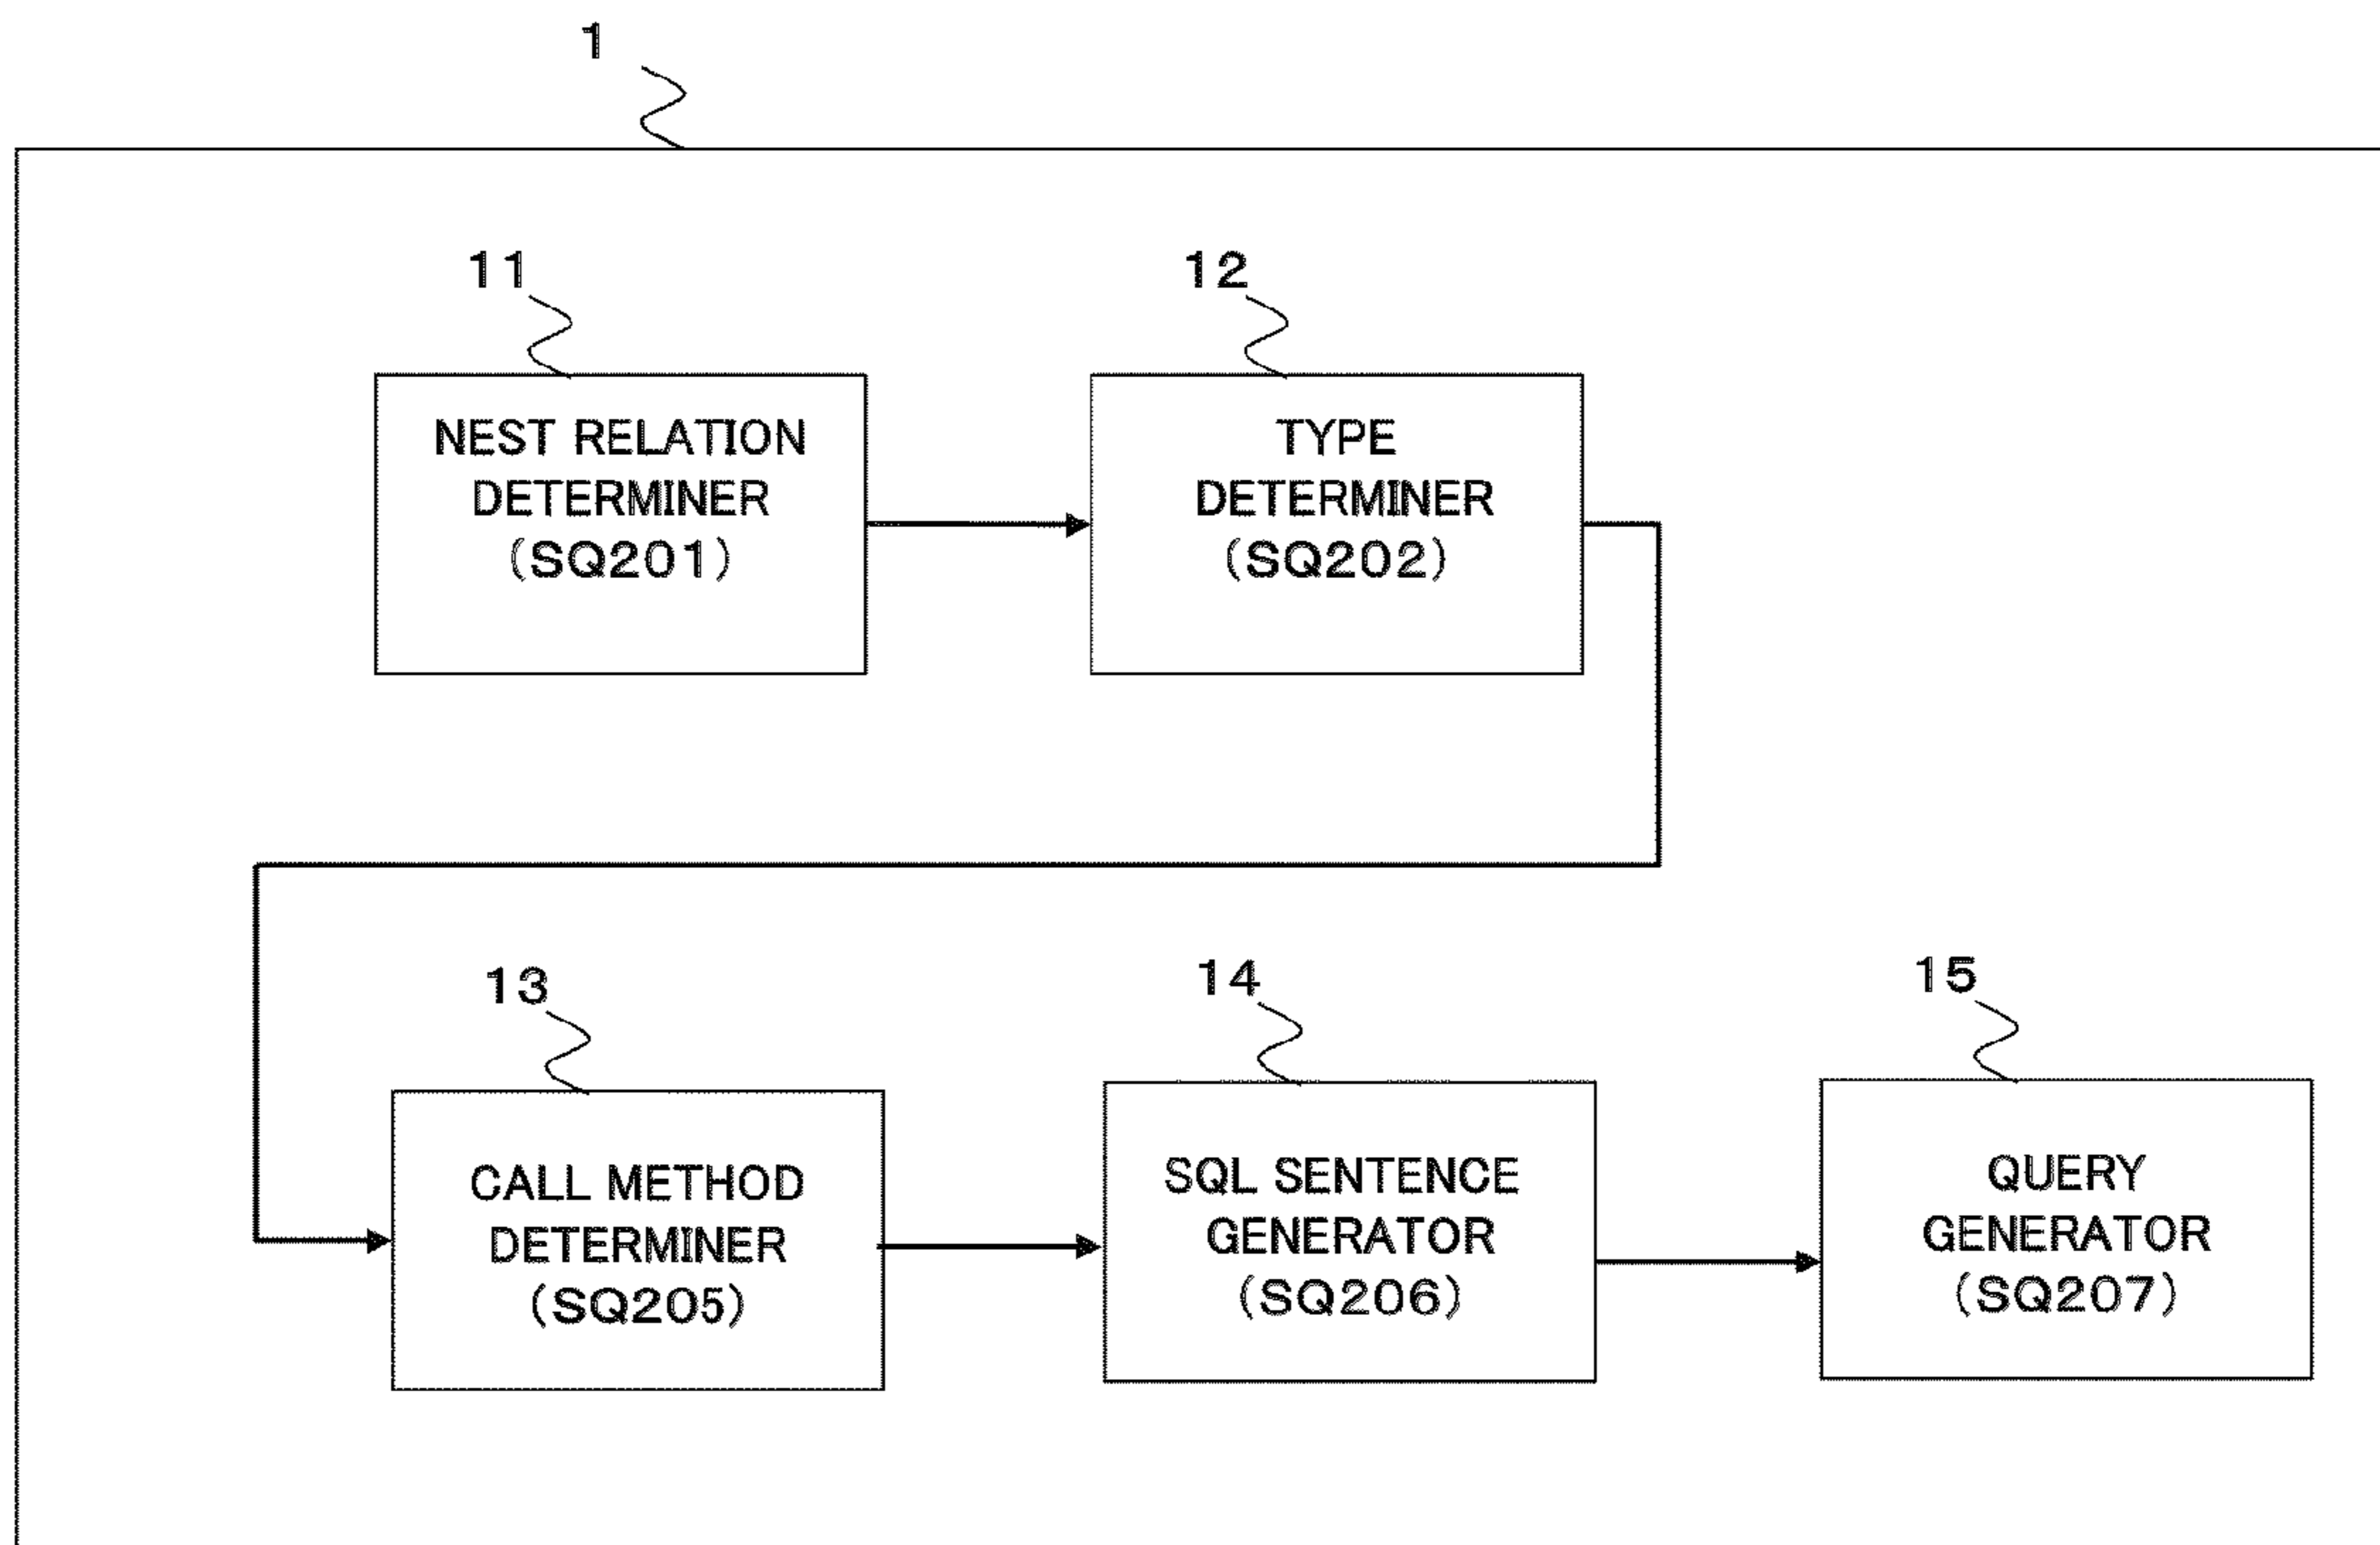 1
11
NEST RELATION
DETERMINER
(SQ201)
12
TYPE
DETERMINER
(SQ202)
13
CALL METHOD
DETERMINER
(SQ205)
14
SQL SENTENCE
GENERATOR
(SQ206)
15
QUERY
GENERATOR
(SQ207)